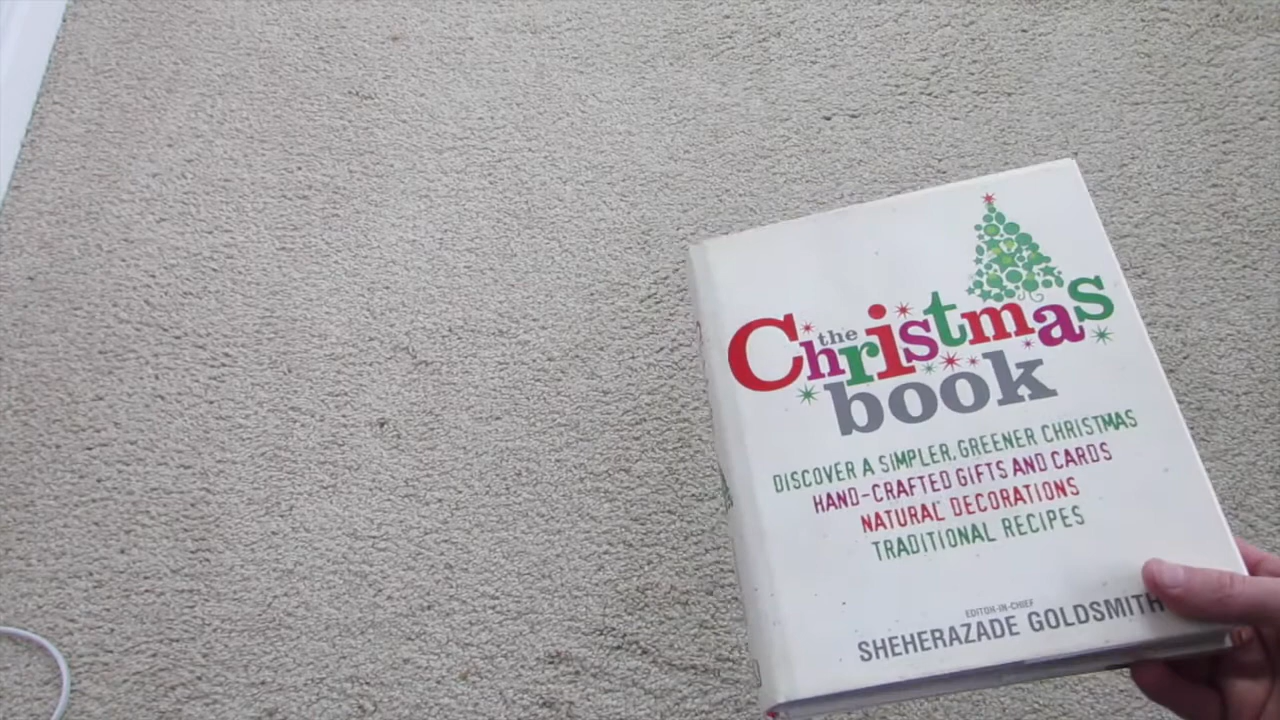 the
Christmas
book
DISCOVER A SIMPLER, GREENER CHRISTMAS
HAND-CRAFTED GIFTS AND CARDS
NATURAL DECORATIONS
TRADITIONAL RECIPES
EDITOR-IN-CHIEF
SHEHERAZADE GOLDSMITH